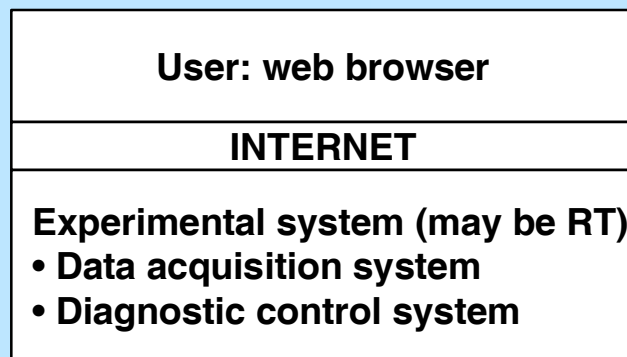 User: web browser
INTERNET
Experimental system (may be RT)
• Data acquisition system
• Diagnostic control system